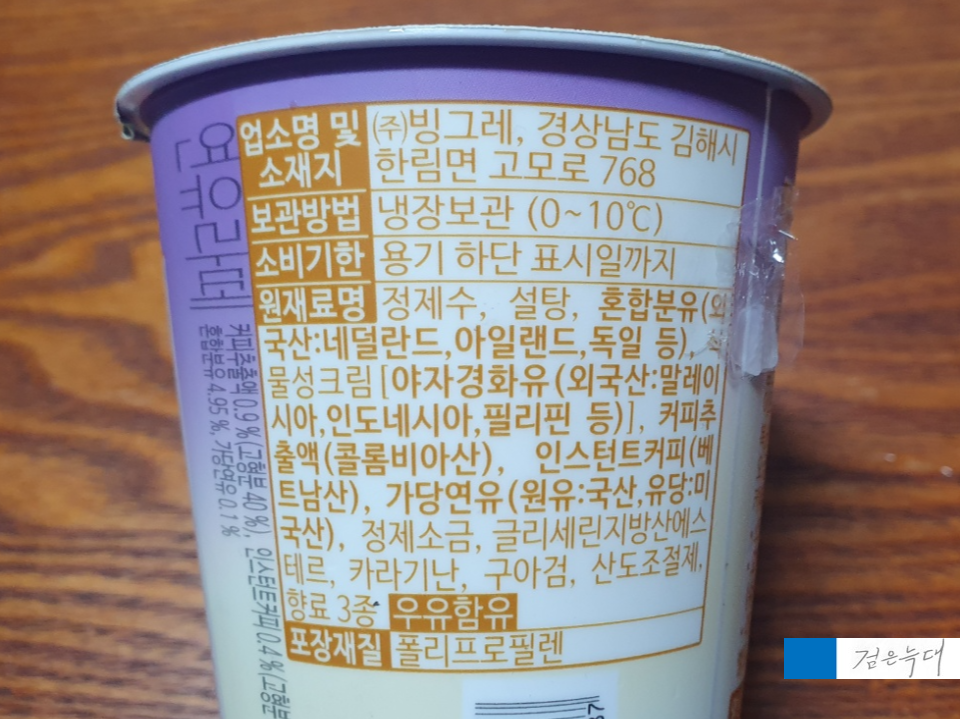 연유라떼
커피추출액 0.9 %(고형분 40 %), 인스턴트커피 0.4 %(고형분
혼합분유 4.95 %, 가당연유 0.1 %
업소명 및 소재지 (주)빙그레, 경상남도 김해시
한림면 고모로 768
보관방법 냉장보관 (0~10℃)
소비기한 용기 하단 표시일까지
원재료명 정제수, 설탕, 혼합분유(외
국산:네덜란드,아일랜드,독일 등),
물성크림[야자경화유(외국산:말레이
시아,인도네시아,필리핀 등)], 커피추
출액(콜롬비아산), 인스턴트커피(베
트남산), 가당연유(원유:국산,유당:미
국산), 정제소금, 글리세린지방산에스
테르, 카라기난, 구아검, 산도조절제,
향료 3종 우유함유
포장재질 폴리프로필렌
검은늑대